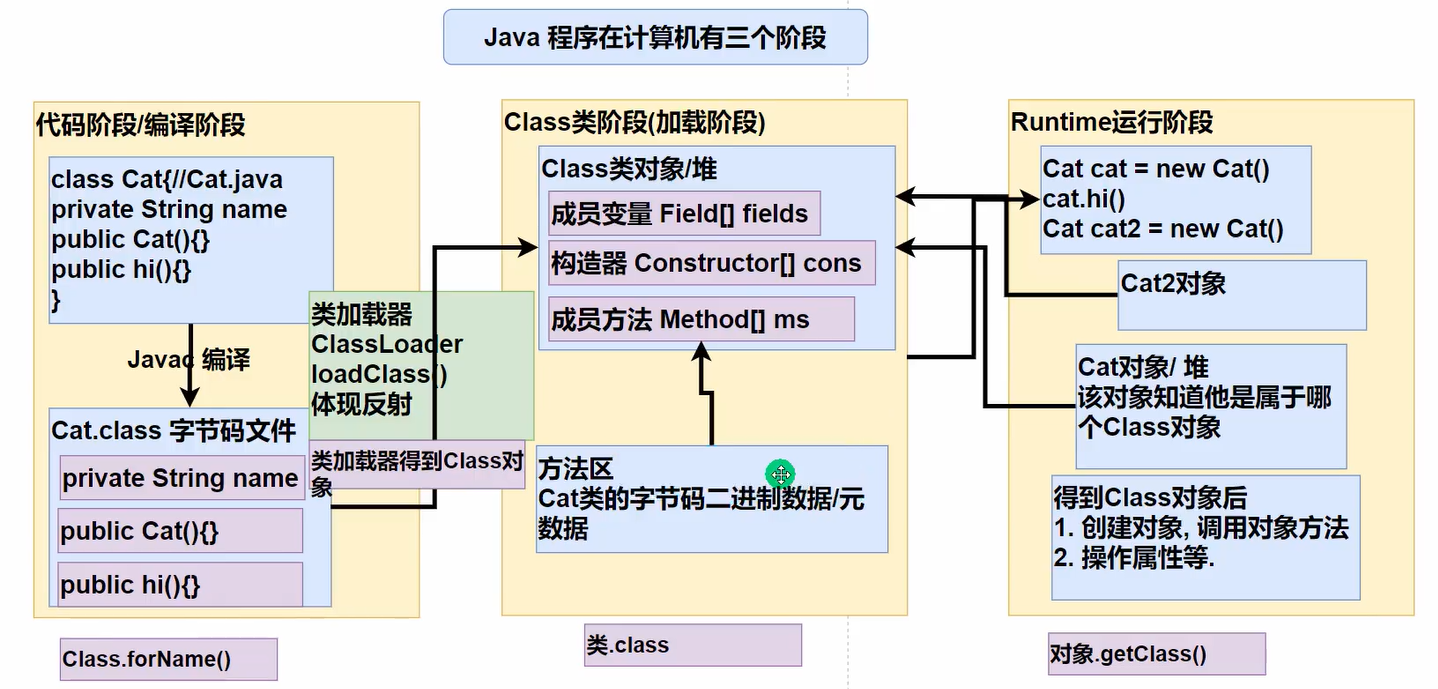 Java 程序在计算机有三个阶段
代码阶段/编译阶段
class Cat{//Cat.java
private String name
public Cat(){}
public hi(){}
}
Javac 编译
Cat.class 字节码文件
private String name
public Cat(){}
public hi(){}
Class.forName()
类加载器
ClassLoader
loadClass()
体现反射
类加载器得到Class对
象
Class类阶段(加载阶段)
Class类对象/堆
成员变量 Field[] fields
构造器 Constructor[] cons
成员方法 Method[] ms
方法区
Cat类的字节码二进制数据/元
数据
类.class
Runtime运行阶段
Cat cat = new Cat()
cat.hi()
Cat cat2 = new Cat()
Cat2对象
Cat对象/ 堆
该对象知道他是属于哪
个Class对象
得到Class对象后
1. 创建对象, 调用对象方法
2. 操作属性等.
对象.getClass()